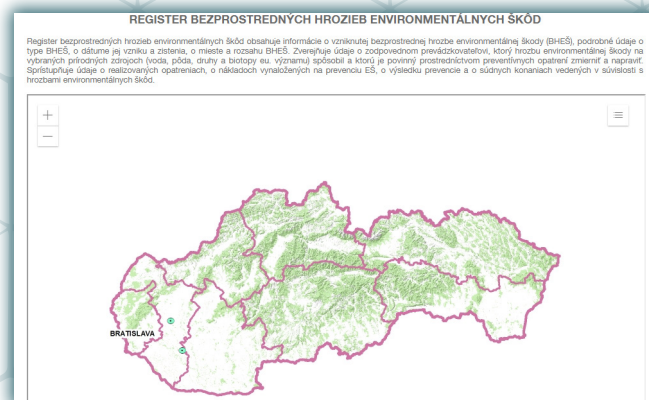 REGISTER BEZPROSTREDNÝCH HROZIEB ENVIRONMENTÁLNYCH ŠKÔD
Register bezprostredných hrozieb environmentálnych škôd obsahuje informácie o vzniknutej bezprostrednej hrozbe environmentálnej škody (BHEŠ), podrobné údaje o
type BHEŠ, o dátume jej vzniku a zistenia, o mieste a rozsahu BHEŠ. Zverejňuje údaje o zodpovednom prevádzkovateľovi, ktorý hrozbu environmentálnej škody na
vybraných prírodných zdrojoch (voda, pôda, druhy a biotopy eu. významu) spôsobil a ktorú je povinný prostredníctvom preventívnych opatrení zmierniť a napraviť.
Sprístupňuje údaje o realizovaných opatreniach, o nákladoch vynaložených na prevenciu EŠ, o výsledku prevencie a o súdnych konaniach vedených v súvislosti s
hrozbami environmentálnych škôd.
+
−
BRATISLAVA